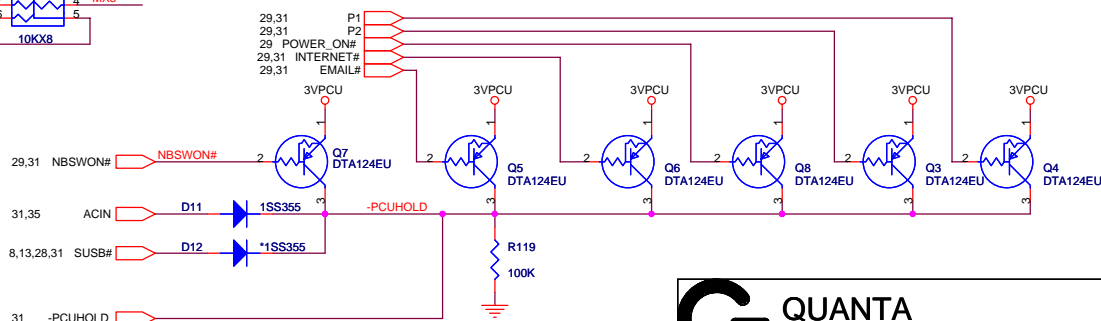 4
MX8
6
5
10KX8
29,31 P1
29,31 P2
29 POWER_ON#
29,31 INTERNET#
29,31 EMAIL#
3VPCU 3VPCU 3VPCU 3VPCU 3VPCU 3VPCU
1 1 1 1 1 1
29,31 NBSWON# NBSWON# 2 2 2 2 2 2
Q7
DTA124EU
Q5
DTA124EU
Q6
DTA124EU
Q8
DTA124EU
Q3
DTA124EU
Q4
DTA124EU
3 3 3 3 3 3
31,35 ACIN D11 1SS355 -PCUHOLD
8,13,28,31 SUSB# D12 *1SS355
R119
100K
31 -PCUHOLD
QUANTA